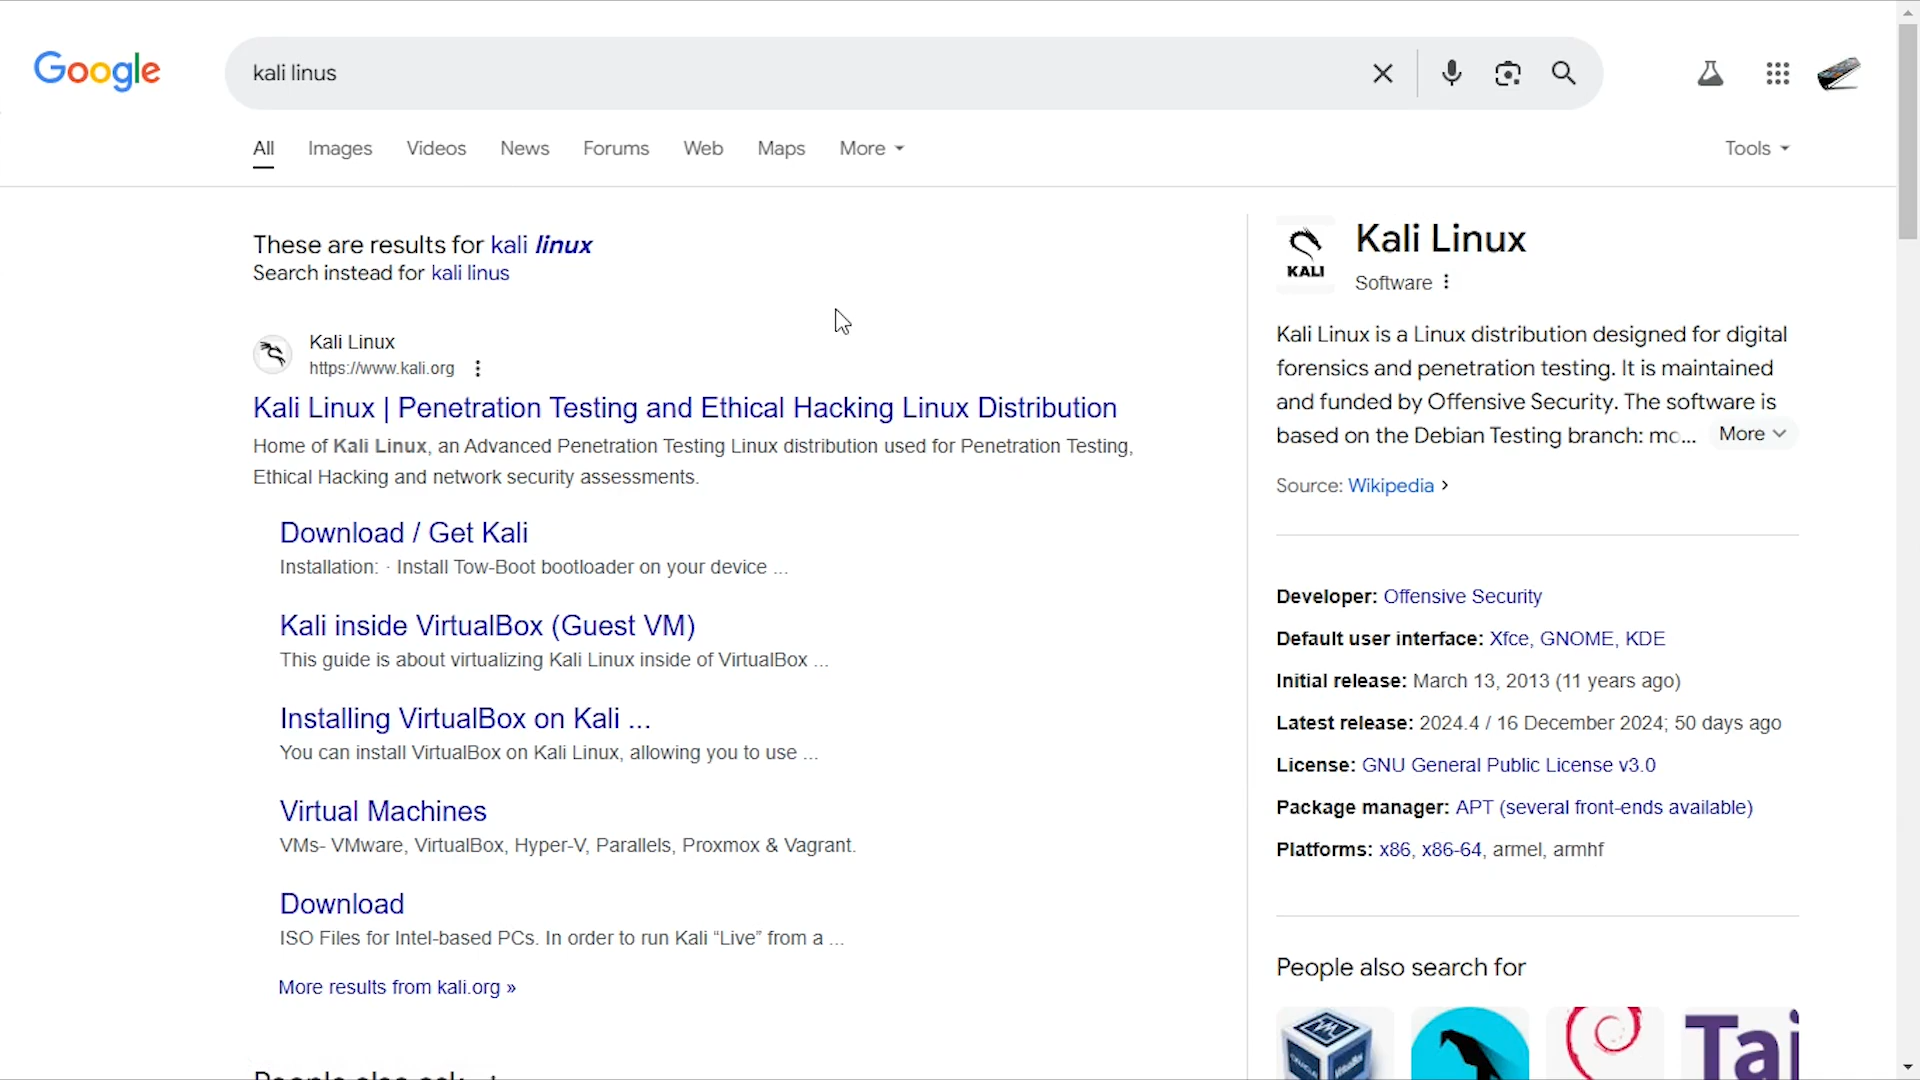 Google
kali linus
All Images Videos News Forums Web Maps More
Tools
These are results for kali linux
Search instead for kali linus
Kali Linux
https://www.kali.org
Kali Linux | Penetration Testing and Ethical Hacking Linux Distribution
Home of Kali Linux, an Advanced Penetration Testing Linux distribution used for Penetration Testing,
Ethical Hacking and network security assessments.
Download / Get Kali
Installation: · Install Tow-Boot bootloader on your device ...
Kali inside VirtualBox (Guest VM)
This guide is about virtualizing Kali Linux inside of VirtualBox ...
Installing VirtualBox on Kali ...
You can install VirtualBox on Kali Linux, allowing you to use ...
Virtual Machines
VMs- VMware, VirtualBox, Hyper-V, Parallels, Proxmox & Vagrant.
Download
ISO Files for Intel-based PCs. In order to run Kali “Live” from a ...
More results from kali.org »
People also ask
KALI
Kali Linux
Software
Kali Linux is a Linux distribution designed for digital
forensics and penetration testing. It is maintained
and funded by Offensive Security. The software is
based on the Debian Testing branch: mo... More
Source: Wikipedia
Developer: Offensive Security
Default user interface: Xfce, GNOME, KDE
Initial release: March 13, 2013 (11 years ago)
Latest release: 2024.4 / 16 December 2024; 50 days ago
License: GNU General Public License v3.0
Package manager: APT (several front-ends available)
Platforms: x86, x86-64, armel, armhf
People also search for
Tai